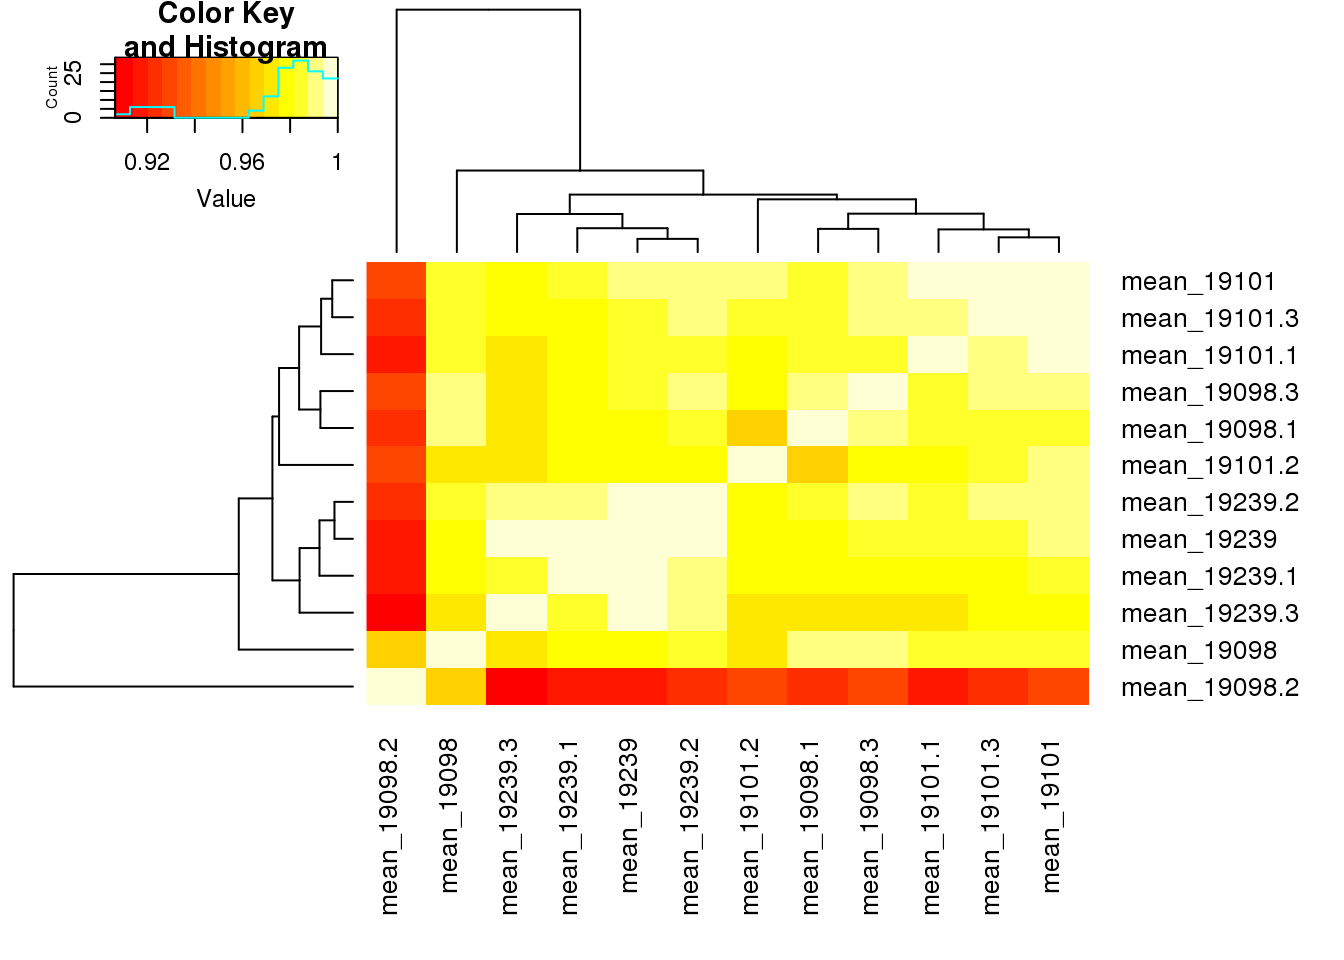 Color Key
and Histogram
Count
0 25
0.92 0.96 1
Value
mean_19101
mean_19101.3
mean_19101.1
mean_19098.3
mean_19098.1
mean_19101.2
mean_19239.2
mean_19239
mean_19239.1
mean_19239.3
mean_19098
mean_19098.2
mean_19098.2
mean_19098
mean_19239.3
mean_19239.1
mean_19239
mean_19239.2
mean_19101.2
mean_19098.1
mean_19098.3
mean_19101.1
mean_19101.3
mean_19101